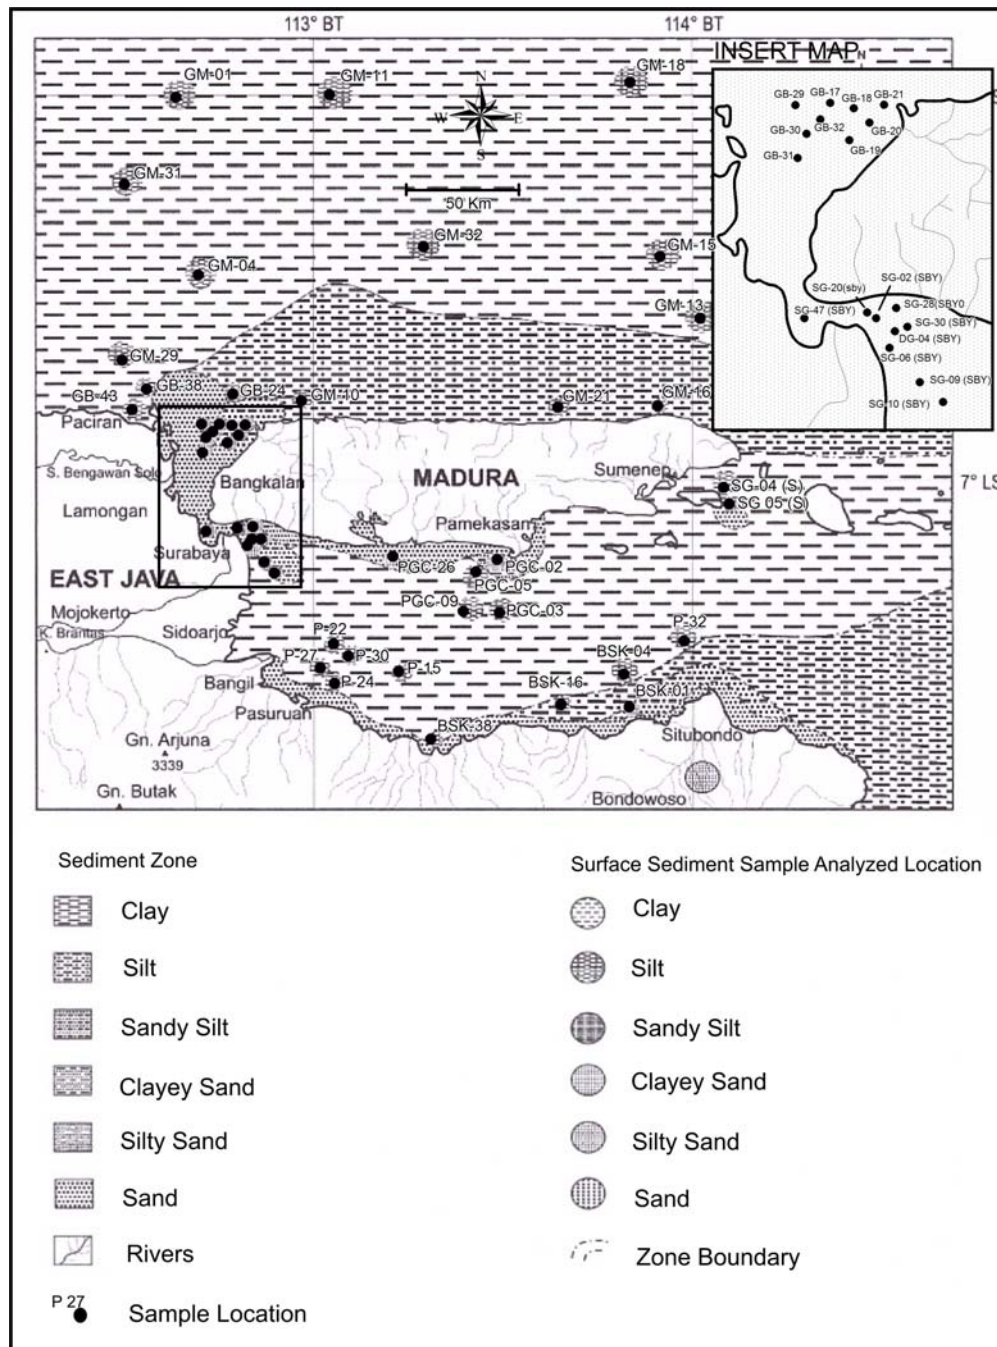 113° BT
114° BT
INSERT MAP
N
GM-01
GM-11
GM-18
N
W
E
S
50 Km
GM-31
GM-32
GM-15
GM-04
GM-13
GM-29
GB-38
GB-24
GM-10
GM-21
GM-16
GB-43
Paciran
S. Bengawan Solo
Lamongan
Bangkalan
MADURA
Sumenep
7° LS
SG-04 (S)
SG 05 (S)
Pamekasan
Surabaya
EAST JAVA
PGC-26
PGC-02
PGC-05
PGC-09
PGC-03
Mojokerto
K. Brantas
Sidoarjo
P-22
P-32
P-27
P-30
P-15
BSK-04
Bangil
P-24
BSK-16
BSK-01
Pasuruan
BSK-38
Situbondo
Gn. Arjuna
3339
Gn. Butak
Bondowoso
GB-29
GB-17
GB-18
GB-21
GB-30
GB-32
GB-20
GB-19
GB-31
SG-02 (SBY)
SG-20(sby)
SG-47 (SBY)
SG-28(SBY0
SG-30 (SBY)
DG-04 (SBY)
SG-06 (SBY)
SG-09 (SBY)
SG-10 (SBY)
Sediment Zone
Clay
Silt
Sandy Silt
Clayey Sand
Silty Sand
Sand
Rivers
P 27
Sample Location
Surface Sediment Sample Analyzed Location
Clay
Silt
Sandy Silt
Clayey Sand
Silty Sand
Sand
Zone Boundary